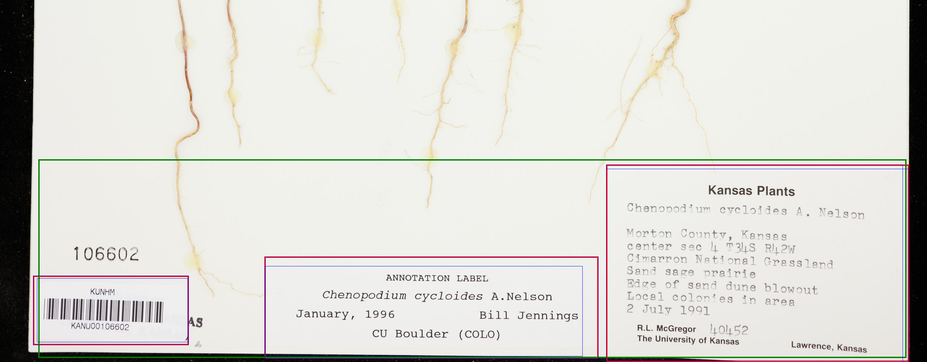 106602
KUNHM
KANU00106602
AS
ANNOTATION LABEL
Chenopodium cycloides A.Nelson
January, 1996 Bill Jennings
CU Boulder (COLO)
Kansas Plants
Chenopodium cycloides A. Nelson
Morton County, Kansas
center sec 4 T34S R42W
Cimarron National Grassland
Sand sage prairie
Edge of sand dune blowout
Local colonies in area
2 July 1991
R.L. McGregor 40452
The University of Kansas
Lawrence, Kansas